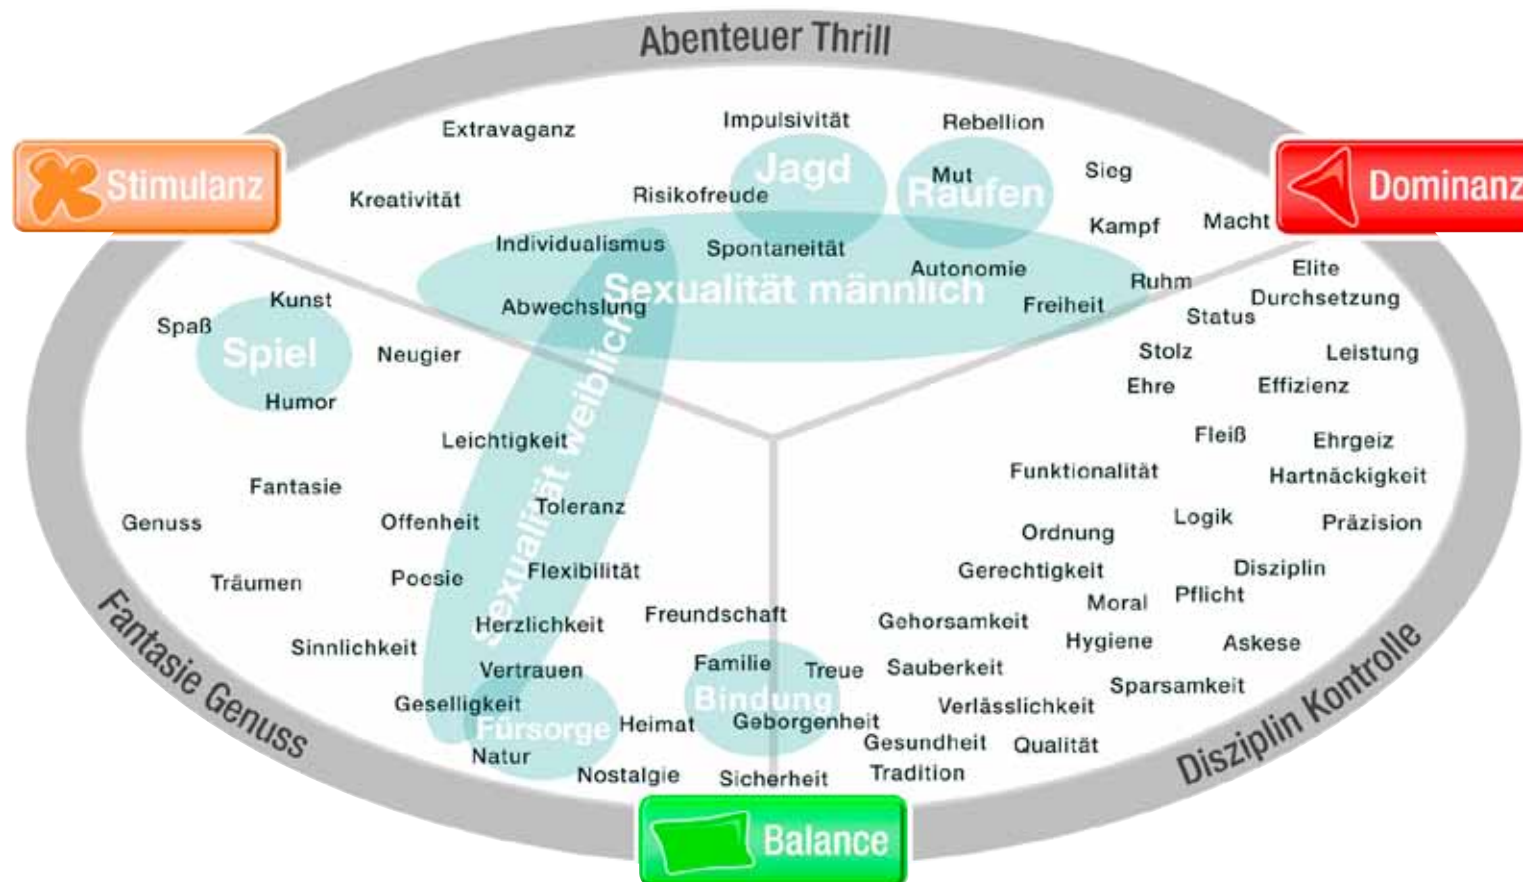 Abenteuer Thrill
Extravaganz
Impulsivität
Rebellion
Stimulanz
Jagd
Mut
Raufen
Sieg
Dominanz
Kreativität
Risikofreude
Kampf
Macht
Individualismus
Spontaneität
Autonomie
Sexualität männlich
Ruhm
Elite
Abwechslung
Freiheit
Durchsetzung
Status
Kunst
Spaß
Spiel
Neugier
Humor
Stolz
Leistung
Ehre
Effizienz
Sexualität weiblich
Leichtigkeit
Fleiß
Ehrgeiz
Funktionalität
Hartnäckigkeit
Fantasie
Genuss
Offenheit
Toleranz
Logik
Präzision
Ordnung
Träumen
Poesie
Flexibilität
Gerechtigkeit
Disziplin
Moral
Pflicht
Freundschaft
Herzlichkeit
Gehorsamkeit
Hygiene
Askese
Sinnlichkeit
Vertrauen
Familie
Treue
Sauberkeit
Sparsamkeit
Geselligkeit
Bindung
Verlässlichkeit
Fürsorge
Heimat
Geborgenheit
Gesundheit
Qualität
Natur
Nostalgie
Sicherheit
Tradition
Fantasie Genuss
Disziplin Kontrolle
Balance